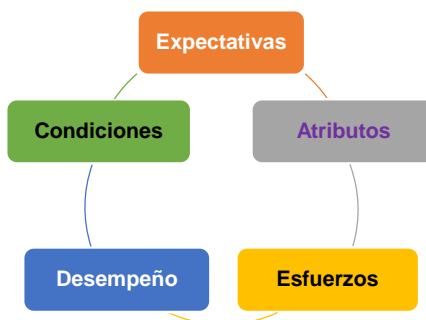 Expectativas
Condiciones
Atributos
Desempeño
Esfuerzos